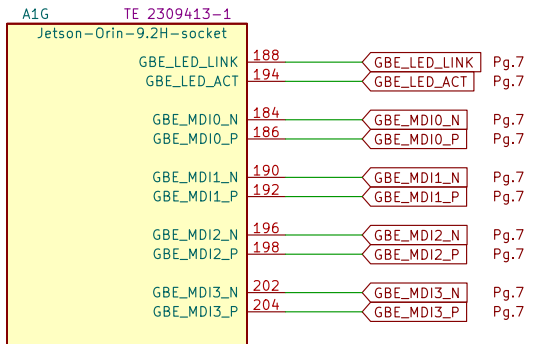 A1G TE 2309413-1
Jetson-Orin-9.2H-socket
GBE_LED_LINK 188 GBE_LED_LINK Pg.7
GBE_LED_ACT 194 GBE_LED_ACT Pg.7
GBE_MDI0_N 184 GBE_MDI0_N Pg.7
GBE_MDI0_P 186 GBE_MDI0_P Pg.7
GBE_MDI1_N 190 GBE_MDI1_N Pg.7
GBE_MDI1_P 192 GBE_MDI1_P Pg.7
GBE_MDI2_N 196 GBE_MDI2_N Pg.7
GBE_MDI2_P 198 GBE_MDI2_P Pg.7
GBE_MDI3_N 202 GBE_MDI3_N Pg.7
GBE_MDI3_P 204 GBE_MDI3_P Pg.7